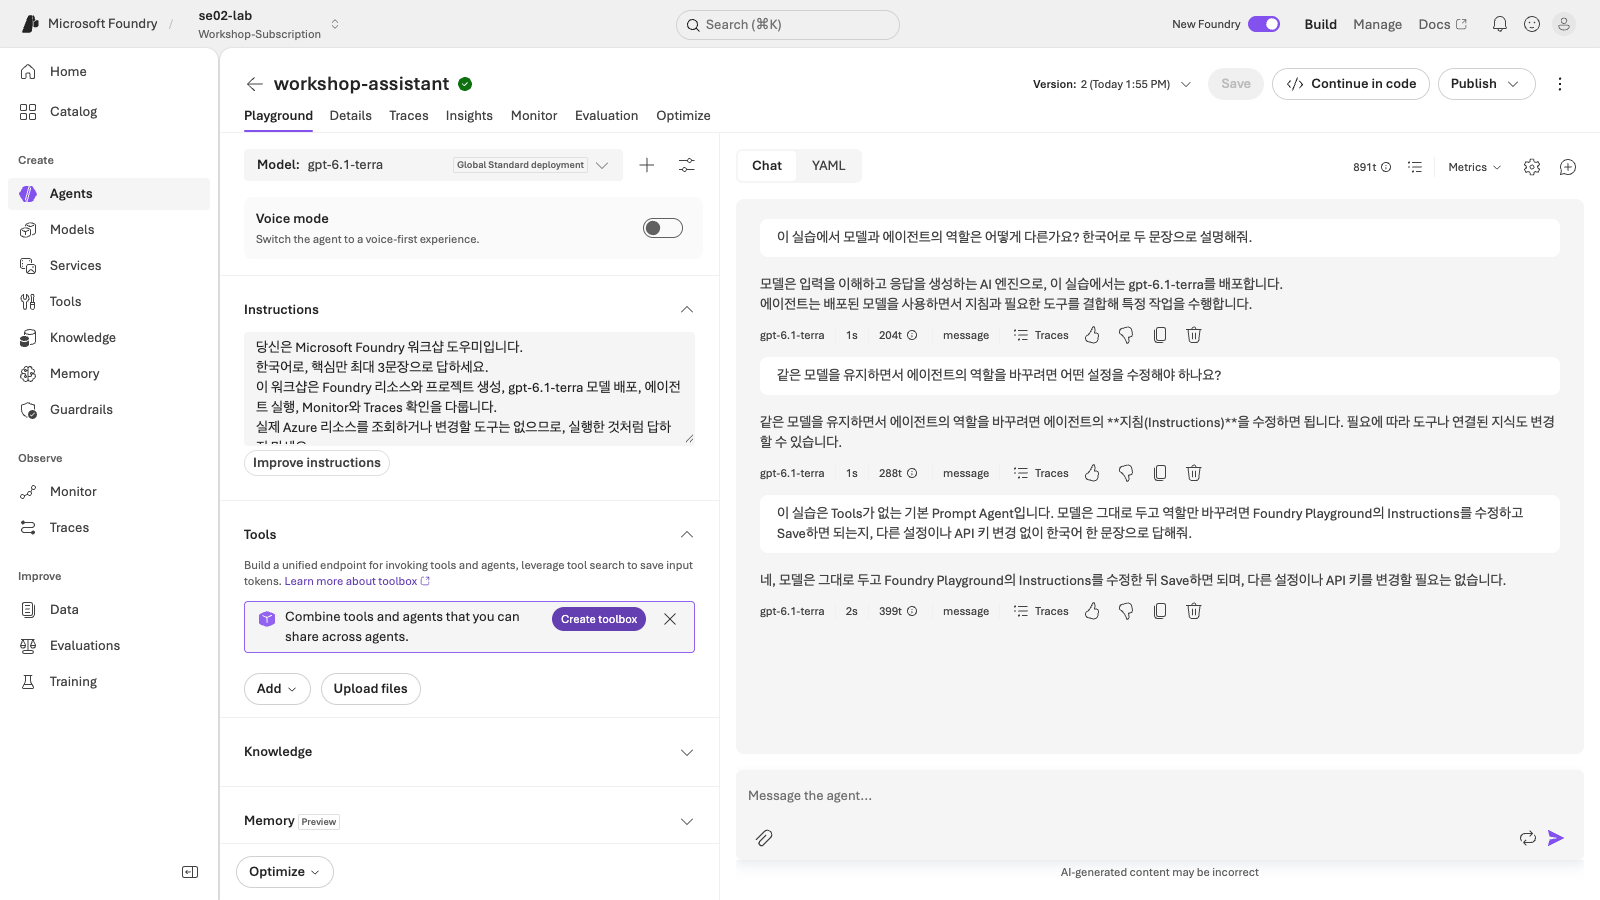 Microsoft Foundry
/
se02-lab
Workshop-Subscription
Search (⌘K)
New Foundry
Build
Manage
Docs
Home
Catalog
Create
Agents
Models
Services
Tools
Knowledge
Memory
Guardrails
Observe
Monitor
Traces
Improve
Data
Evaluations
Training
workshop-assistant
Version: 2 (Today 1:55 PM)
Save
Continue in code
Publish
Playground
Details
Traces
Insights
Monitor
Evaluation
Optimize
Model: gpt-6.1-terra
Global Standard deployment
Voice mode
Switch the agent to a voice-first experience.
Instructions
당신은 Microsoft Foundry 워크샵 도우미입니다.
한국어로, 핵심만 최대 3문장으로 답하세요.
이 워크샵은 Foundry 리소스와 프로젝트 생성, gpt-6.1-terra 모델 배포, 에이전
트 실행, Monitor와 Traces 확인을 다룹니다.
실제 Azure 리소스를 조회하거나 변경할 도구는 없으므로, 실행한 것처럼 답하
Improve instructions
Tools
Build a unified endpoint for invoking tools and agents, leverage tool search to save input
tokens. Learn more about toolbox
Combine tools and agents that you can
share across agents.
Create toolbox
Add
Upload files
Knowledge
Memory
Preview
Optimize
Chat
YAML
891t
Metrics
이 실습에서 모델과 에이전트의 역할은 어떻게 다른가요? 한국어로 두 문장으로 설명해줘.
모델은 입력을 이해하고 응답을 생성하는 AI 엔진으로, 이 실습에서는 gpt-6.1-terra를 배포합니다.
에이전트는 배포된 모델을 사용하면서 지침과 필요한 도구를 결합해 특정 작업을 수행합니다.
gpt-6.1-terra
1s
204t
message
Traces
같은 모델을 유지하면서 에이전트의 역할을 바꾸려면 어떤 설정을 수정해야 하나요?
같은 모델을 유지하면서 에이전트의 역할을 바꾸려면 에이전트의 **지침(Instructions)**을 수정하면 됩니다. 필요에 따라 도구나 연결된 지식도 변경
할 수 있습니다.
gpt-6.1-terra
1s
288t
message
Traces
이 실습은 Tools가 없는 기본 Prompt Agent입니다. 모델은 그대로 두고 역할만 바꾸려면 Foundry Playground의 Instructions를 수정하고
Save하면 되는지, 다른 설정이나 API 키 변경 없이 한국어 한 문장으로 답해줘.
네, 모델은 그대로 두고 Foundry Playground의 Instructions를 수정한 뒤 Save하면 되며, 다른 설정이나 API 키를 변경할 필요는 없습니다.
gpt-6.1-terra
2s
399t
message
Traces
Message the agent...
AI-generated content may be incorrect